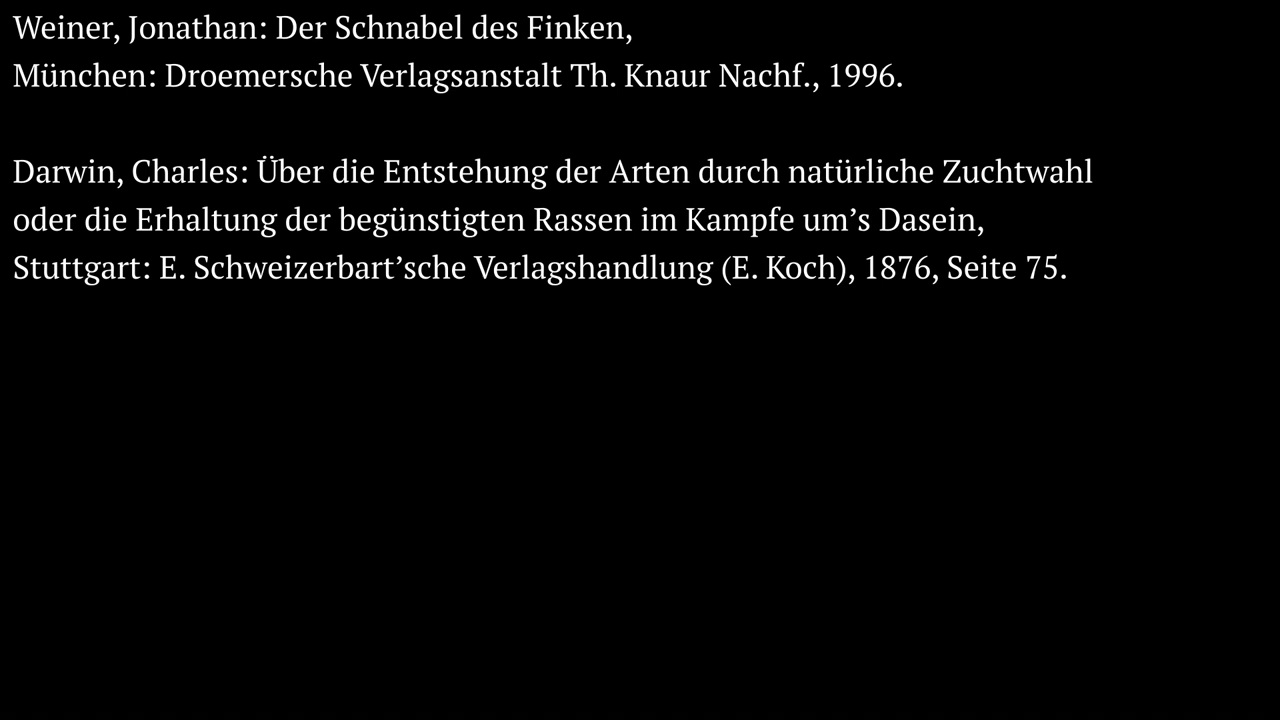 Weiner, Jonathan: Der Schnabel des Finken,
München: Droemersche Verlagsanstalt Th. Knaur Nachf., 1996.
Darwin, Charles: Über die Entstehung der Arten durch natürliche Zuchtwahl
oder die Erhaltung der begünstigten Rassen im Kampfe um’s Dasein,
Stuttgart: E. Schweizerbart’sche Verlagshandlung (E. Koch), 1876, Seite 75.